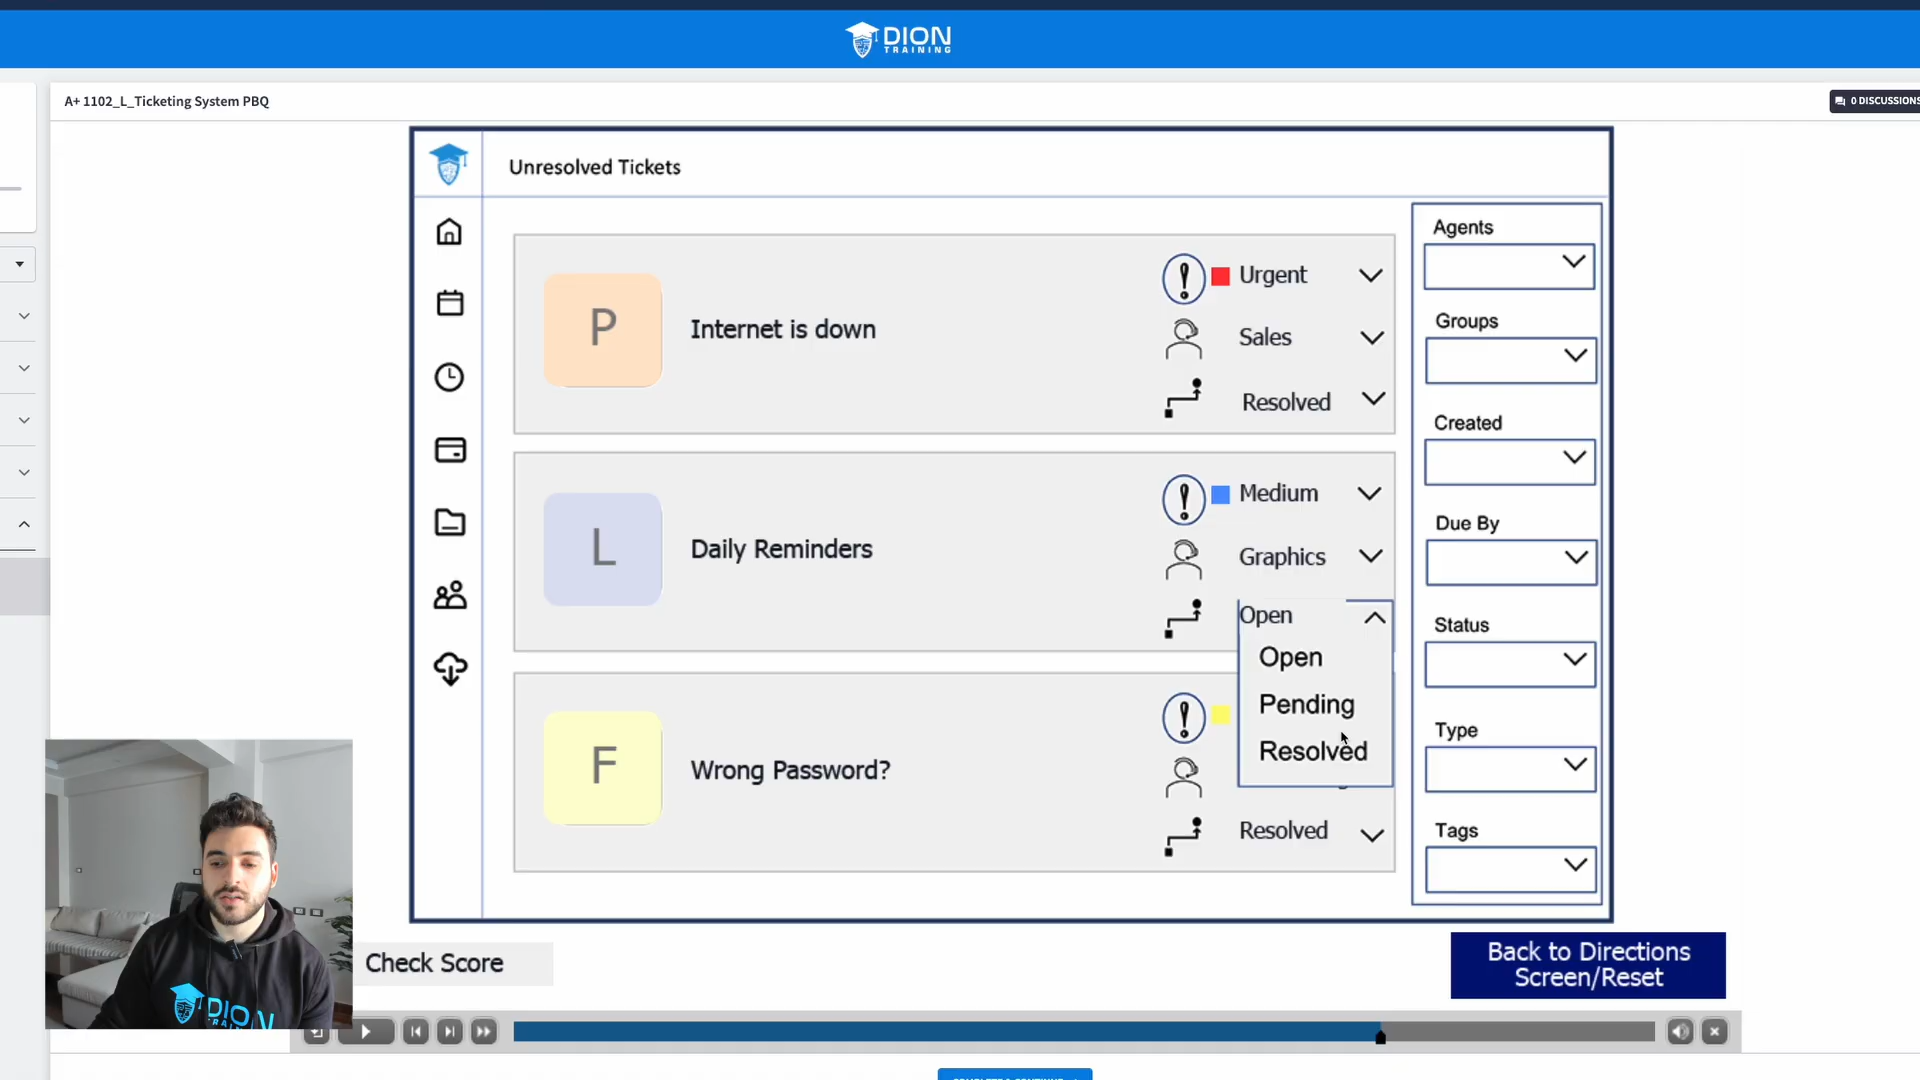 DION
TRAINING
A+ 1102_L_Ticketing System PBQ
0 DISCUSSIONS
Unresolved Tickets
P
Internet is down
Urgent
Sales
Resolved
L
Daily Reminders
Medium
Graphics
Open
Open
Pending
Resolved
F
Wrong Password?
Resolved
Agents
Groups
Created
Due By
Status
Type
Tags
Check Score
Back to Directions
Screen/Reset
DION